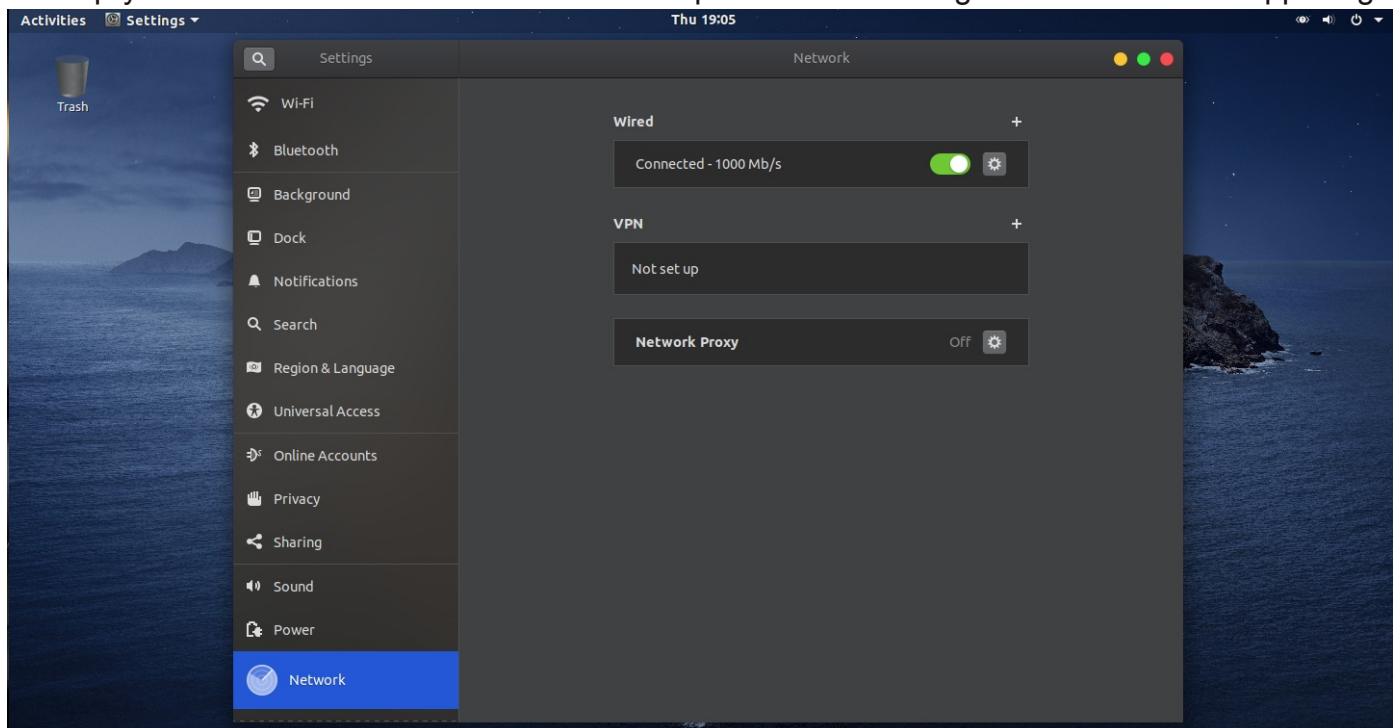 Activities Settings Thu 19:05
Trash
Settings
Network
Wi-Fi
Bluetooth
Background
Dock
Notifications
Search
Region & Language
Universal Access
Online Accounts
Privacy
Sharing
Sound
Power
Network
Wired +
Connected - 1000 Mb/s
VPN +
Not set up
Network Proxy Off